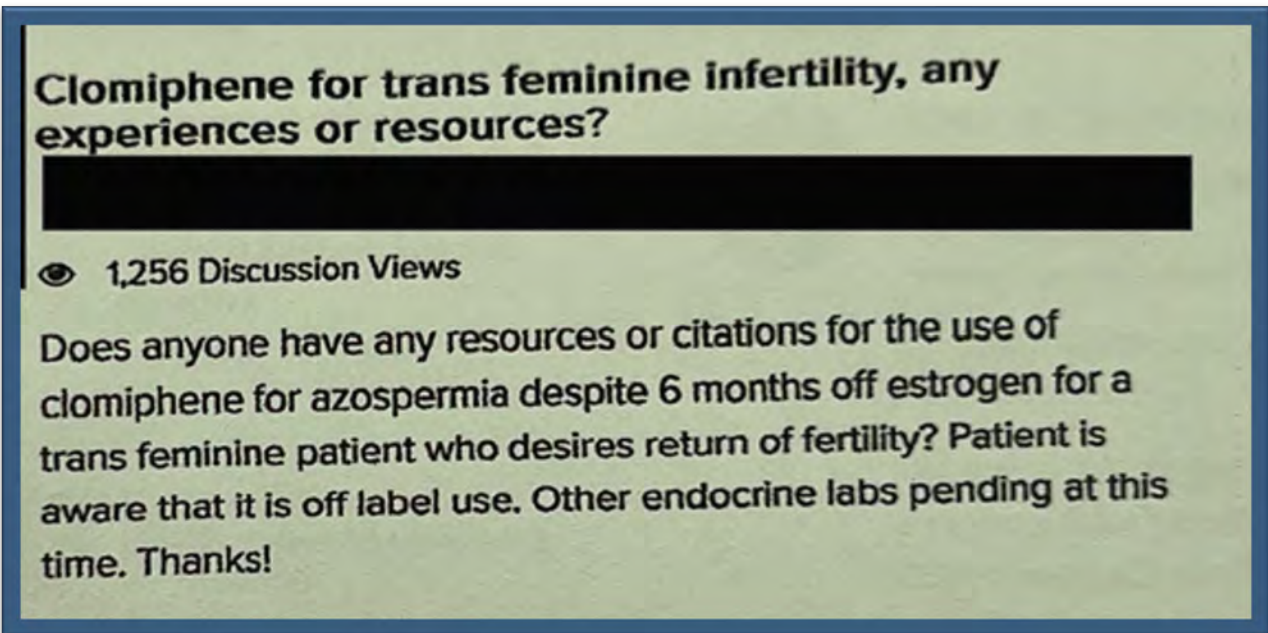 Clomiphene for trans feminine infertility, any
experiences or resources?
1,256 Discussion Views
Does anyone have any resources or citations for the use of
clomiphene for azospermia despite 6 months off estrogen for a
trans feminine patient who desires return of fertility? Patient is
aware that it is off label use. Other endocrine labs pending at this
time. Thanks!